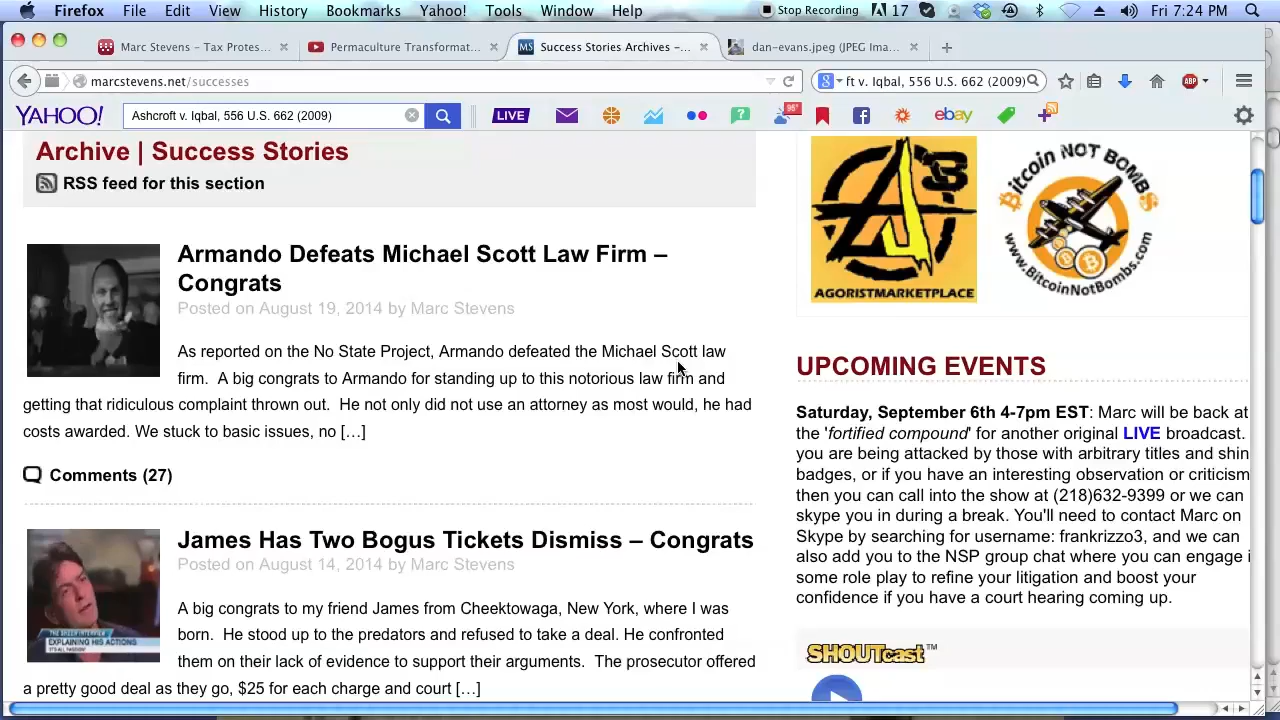 Firefox File Edit View History Bookmarks Yahoo! Tools Window Help Stop Recording 17 Fri 7:24 PM
Marc Stevens – Tax Protes... Permaculture Transformat... MS Success Stories Archives –... dan-evans.jpeg (JPEG Ima...
marcstevens.net/successes ft v. Iqbal, 556 U.S. 662 (2009) ABP
YAHOO! Ashcroft v. Iqbal, 556 U.S. 662 (2009) LIVE 96° ebay
Archive | Success Stories
RSS feed for this section
Armando Defeats Michael Scott Law Firm –
Congrats
Posted on August 19, 2014 by Marc Stevens
As reported on the No State Project, Armando defeated the Michael Scott law
firm. A big congrats to Armando for standing up to this notorious law firm and
getting that ridiculous complaint thrown out. He not only did not use an attorney as most would, he had
costs awarded. We stuck to basic issues, no […]
Comments (27)
James Has Two Bogus Tickets Dismiss – Congrats
Posted on August 14, 2014 by Marc Stevens
EXPLAINING HIS ACTIONS
A big congrats to my friend James from Cheektowaga, New York, where I was
born. He stood up to the predators and refused to take a deal. He confronted
them on their lack of evidence to support their arguments. The prosecutor offered
a pretty good deal as they go, $25 for each charge and court […]
A3
AGORISTMARKETPLACE
Bitcoin NOT BOMBS
www.BitcoinNotBombs.com
UPCOMING EVENTS
Saturday, September 6th 4-7pm EST: Marc will be back at
the 'fortified compound' for another original LIVE broadcast.
you are being attacked by those with arbitrary titles and shin
badges, or if you have an interesting observation or criticism
then you can call into the show at (218)632-9399 or we can
skype you in during a break. You'll need to contact Marc on
Skype by searching for username: frankrizzo3, and we can
also add you to the NSP group chat where you can engage i
some role play to refine your litigation and boost your
confidence if you have a court hearing coming up.
SHOUTcast™